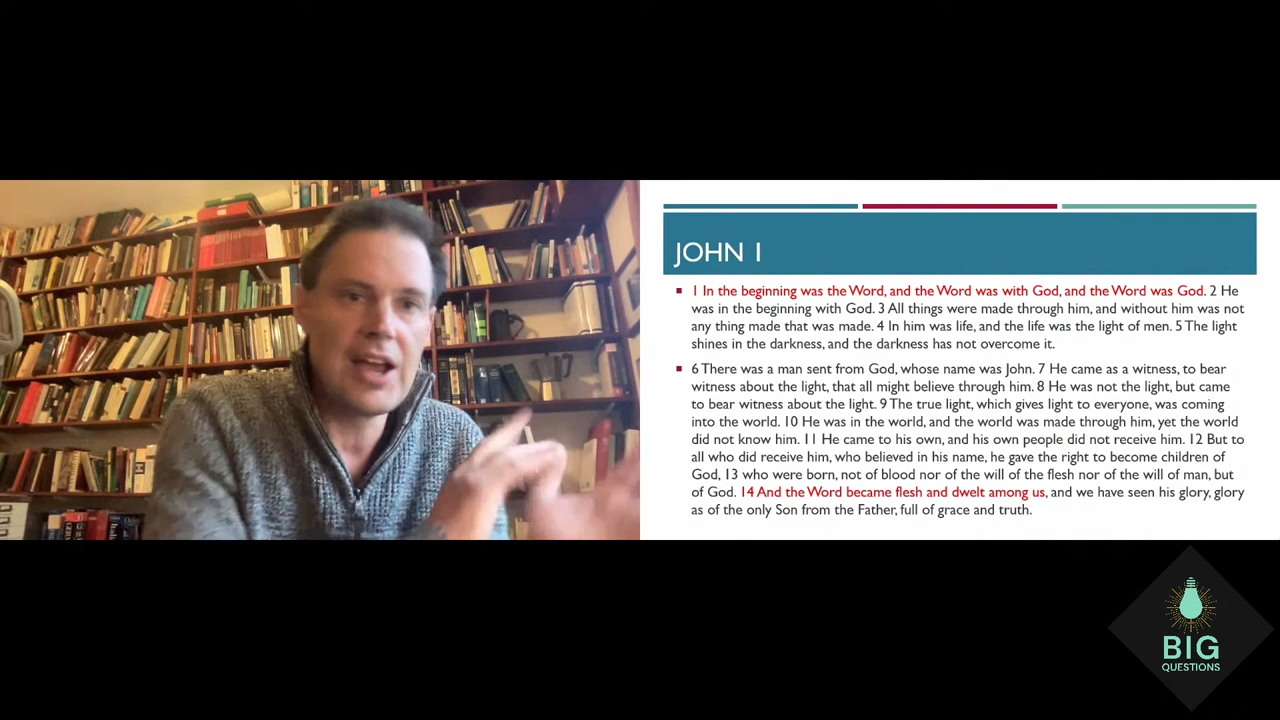 JOHN 1
1 In the beginning was the Word, and the Word was with God, and the Word was God. 2 He
was in the beginning with God. 3 All things were made through him, and without him was not
any thing made that was made. 4 In him was life, and the life was the light of men. 5 The light
shines in the darkness, and the darkness has not overcome it.
6 There was a man sent from God, whose name was John. 7 He came as a witness, to bear
witness about the light, that all might believe through him. 8 He was not the light, but came
to bear witness about the light. 9 The true light, which gives light to everyone, was coming
into the world. 10 He was in the world, and the world was made through him, yet the world
did not know him. 11 He came to his own, and his own people did not receive him. 12 But to
all who did receive him, who believed in his name, he gave the right to become children of
God, 13 who were born, not of blood nor of the will of the flesh nor of the will of man, but
of God. 14 And the Word became flesh and dwelt among us, and we have seen his glory, glory
as of the only Son from the Father, full of grace and truth.
BIG
QUESTIONS